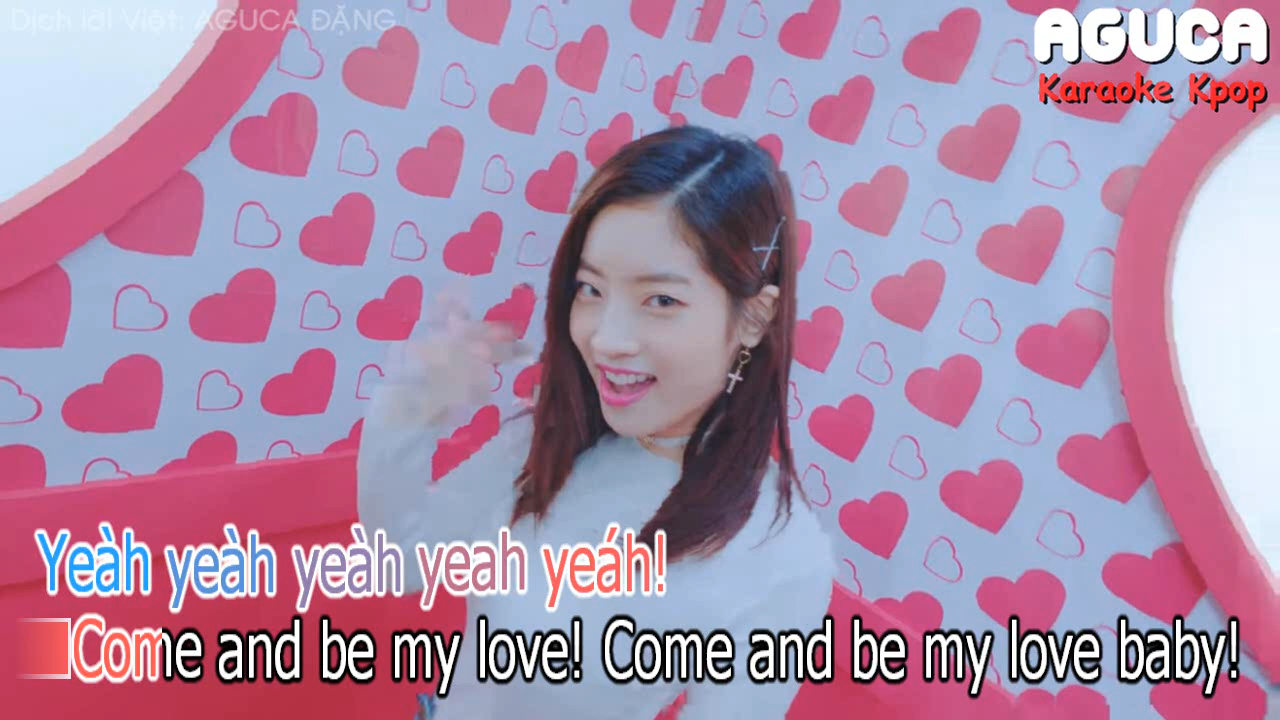 Dịch lời Việt: AGUCA ĐẶNG
AGUCA
Karaoke Kpop
Yeàh yeàh yeàh yeah yeáh!
Come and be my love! Come and be my love baby!